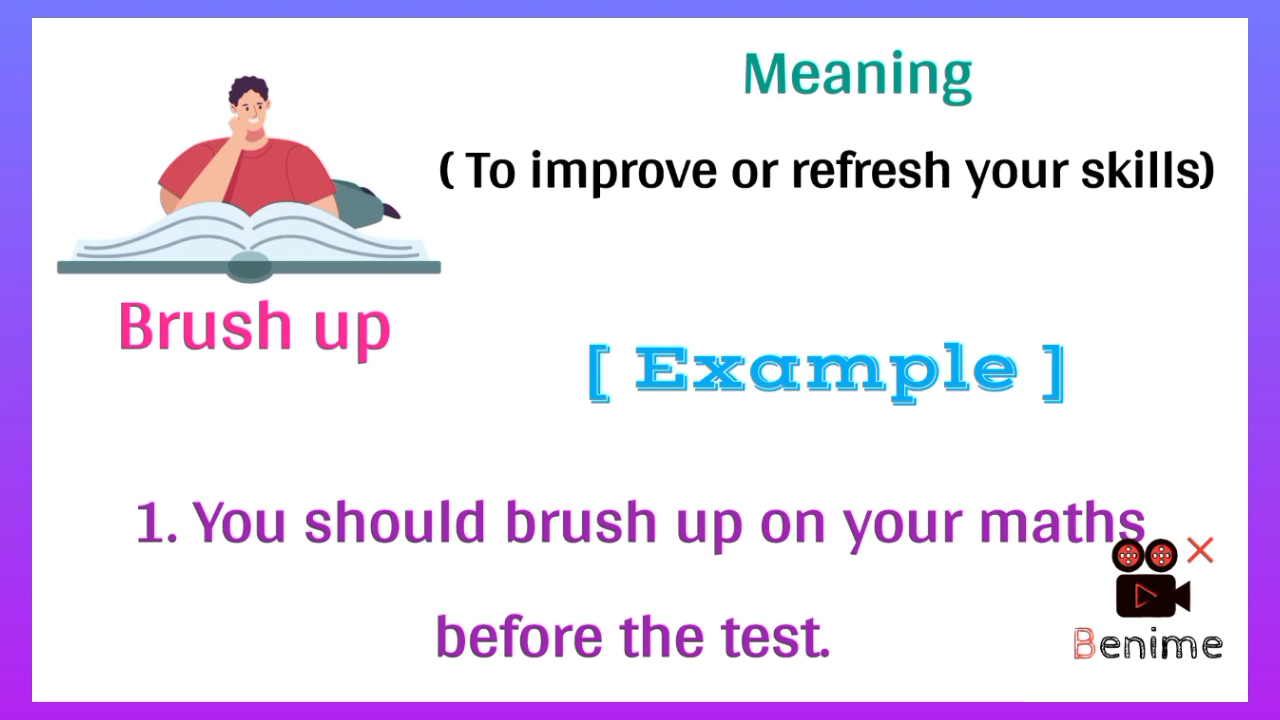 Meaning
( To improve or refresh your skills)
Brush up
[ Example ]
1. You should brush up on your maths
before the test.
Benime